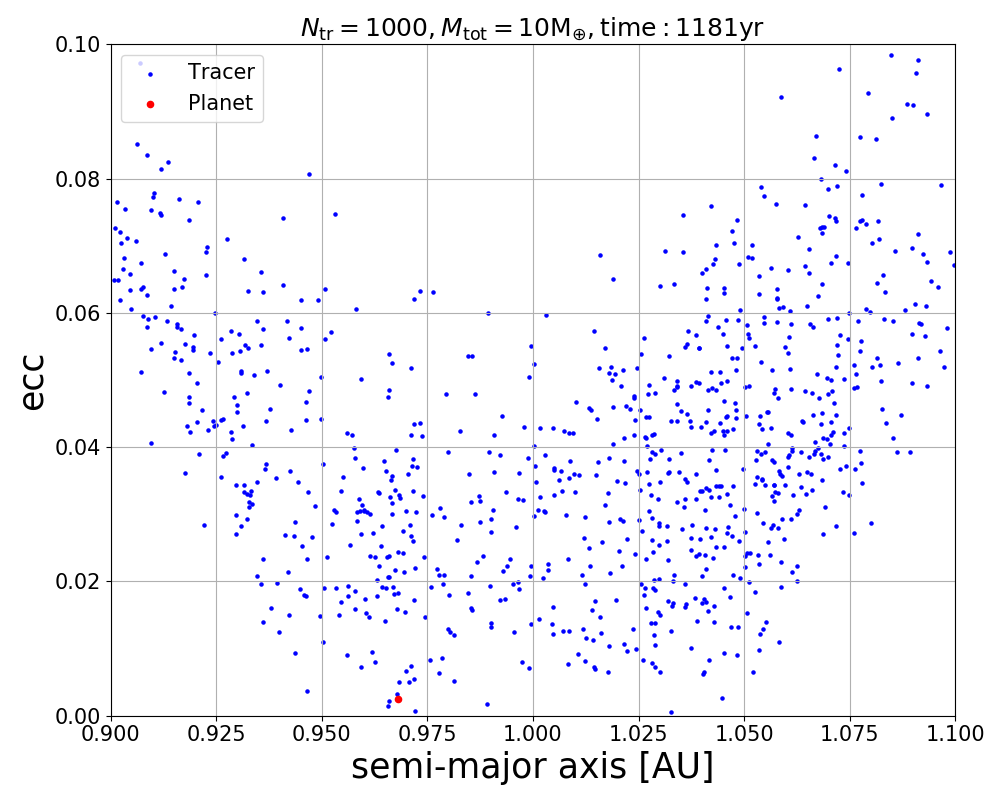 N_tr = 1000, M_tot = 10M_⊕, time : 1181yr
Tracer
Planet
ecc
0.10
0.08
0.06
0.04
0.02
0.00
0.900 0.925 0.950 0.975 1.000 1.025 1.050 1.075 1.100
semi-major axis [AU]